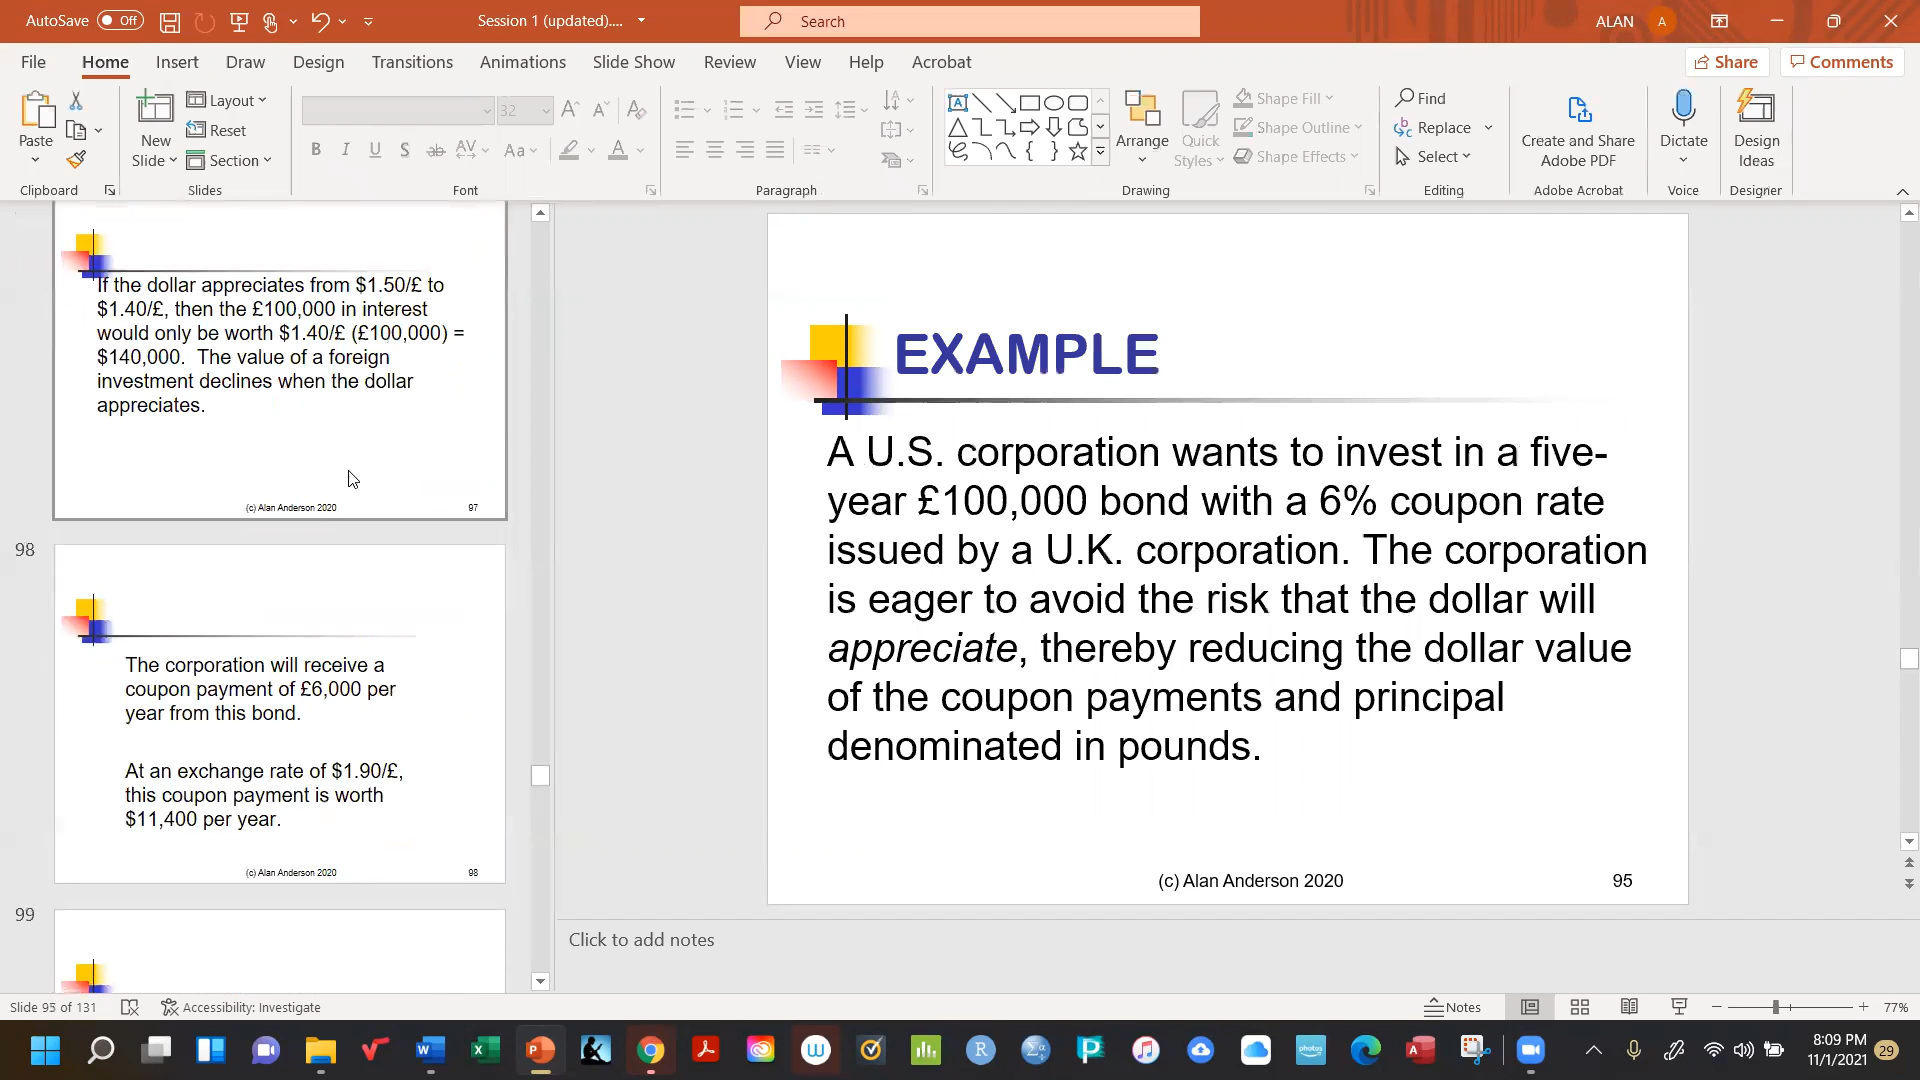 AutoSave Off
Session 1 (updated)....
Search
ALAN A
File Home Insert Draw Design Transitions Animations Slide Show Review View Help Acrobat
Share Comments
Paste
Clipboard
New Slide
Layout
Reset
Section
Slides
32
Font
Paragraph
Arrange
Quick Styles
Shape Fill
Shape Outline
Shape Effects
Drawing
Find
Replace
Select
Editing
Create and Share Adobe PDF
Adobe Acrobat
Dictate
Voice
Design Ideas
Designer
If the dollar appreciates from $1.50/£ to
$1.40/£, then the £100,000 in interest
would only be worth $1.40/£ (£100,000) =
$140,000. The value of a foreign
investment declines when the dollar
appreciates.
(c) Alan Anderson 2020 97
98
The corporation will receive a
coupon payment of £6,000 per
year from this bond.
At an exchange rate of $1.90/£,
this coupon payment is worth
$11,400 per year.
(c) Alan Anderson 2020 98
99
EXAMPLE
A U.S. corporation wants to invest in a five-
year £100,000 bond with a 6% coupon rate
issued by a U.K. corporation. The corporation
is eager to avoid the risk that the dollar will
appreciate, thereby reducing the dollar value
of the coupon payments and principal
denominated in pounds.
(c) Alan Anderson 2020 95
Click to add notes
Slide 95 of 131
Accessibility: Investigate
Notes
77%
8:09 PM
11/1/2021
29